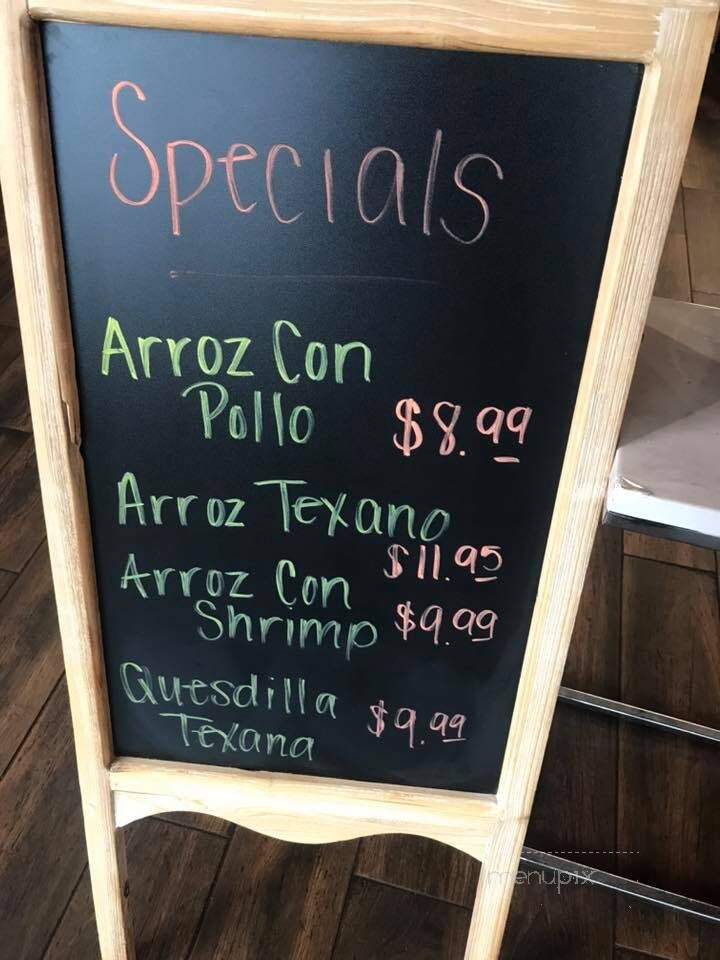 Specials
Arroz Con
Pollo $8.99
Arroz Texano
$11.95
Arroz Con
Shrimp $9.99
Quesdilla
Texana $9.99
menupix